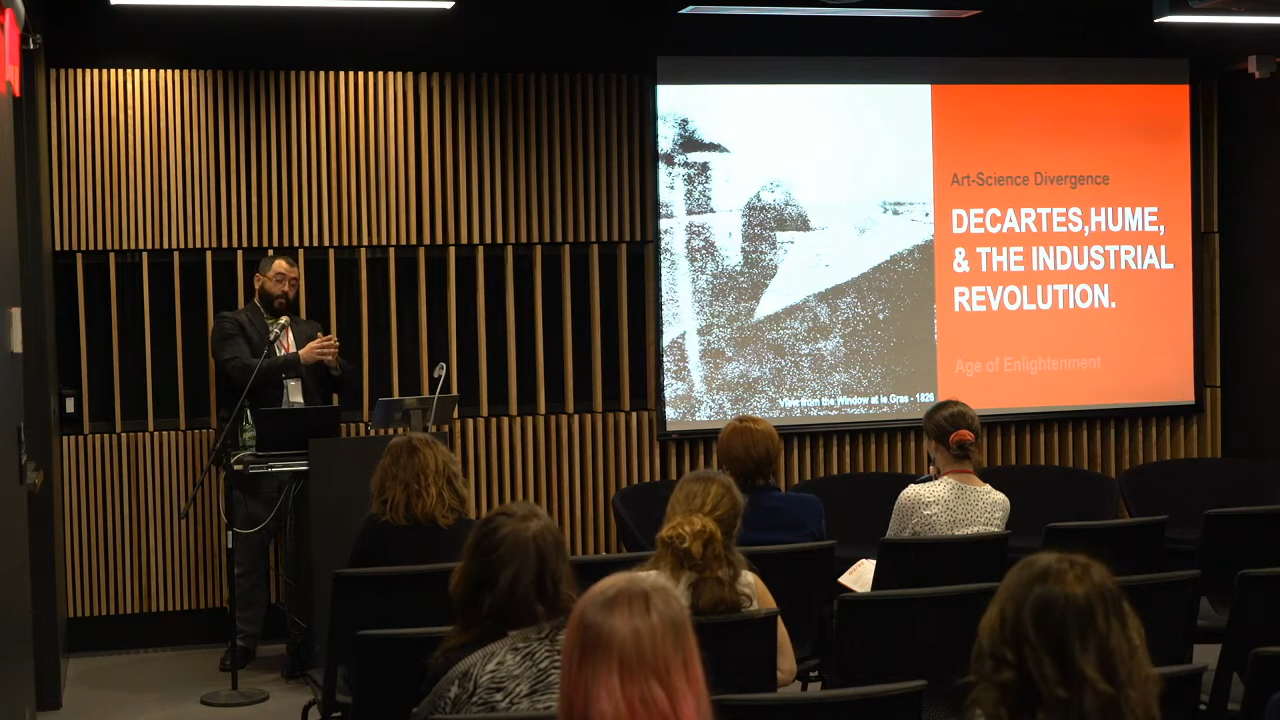 Art-Science Divergence
DECARTES,HUME,
& THE INDUSTRIAL
REVOLUTION.
Age of Enlightenment
View from the Window at le Gras - 1826